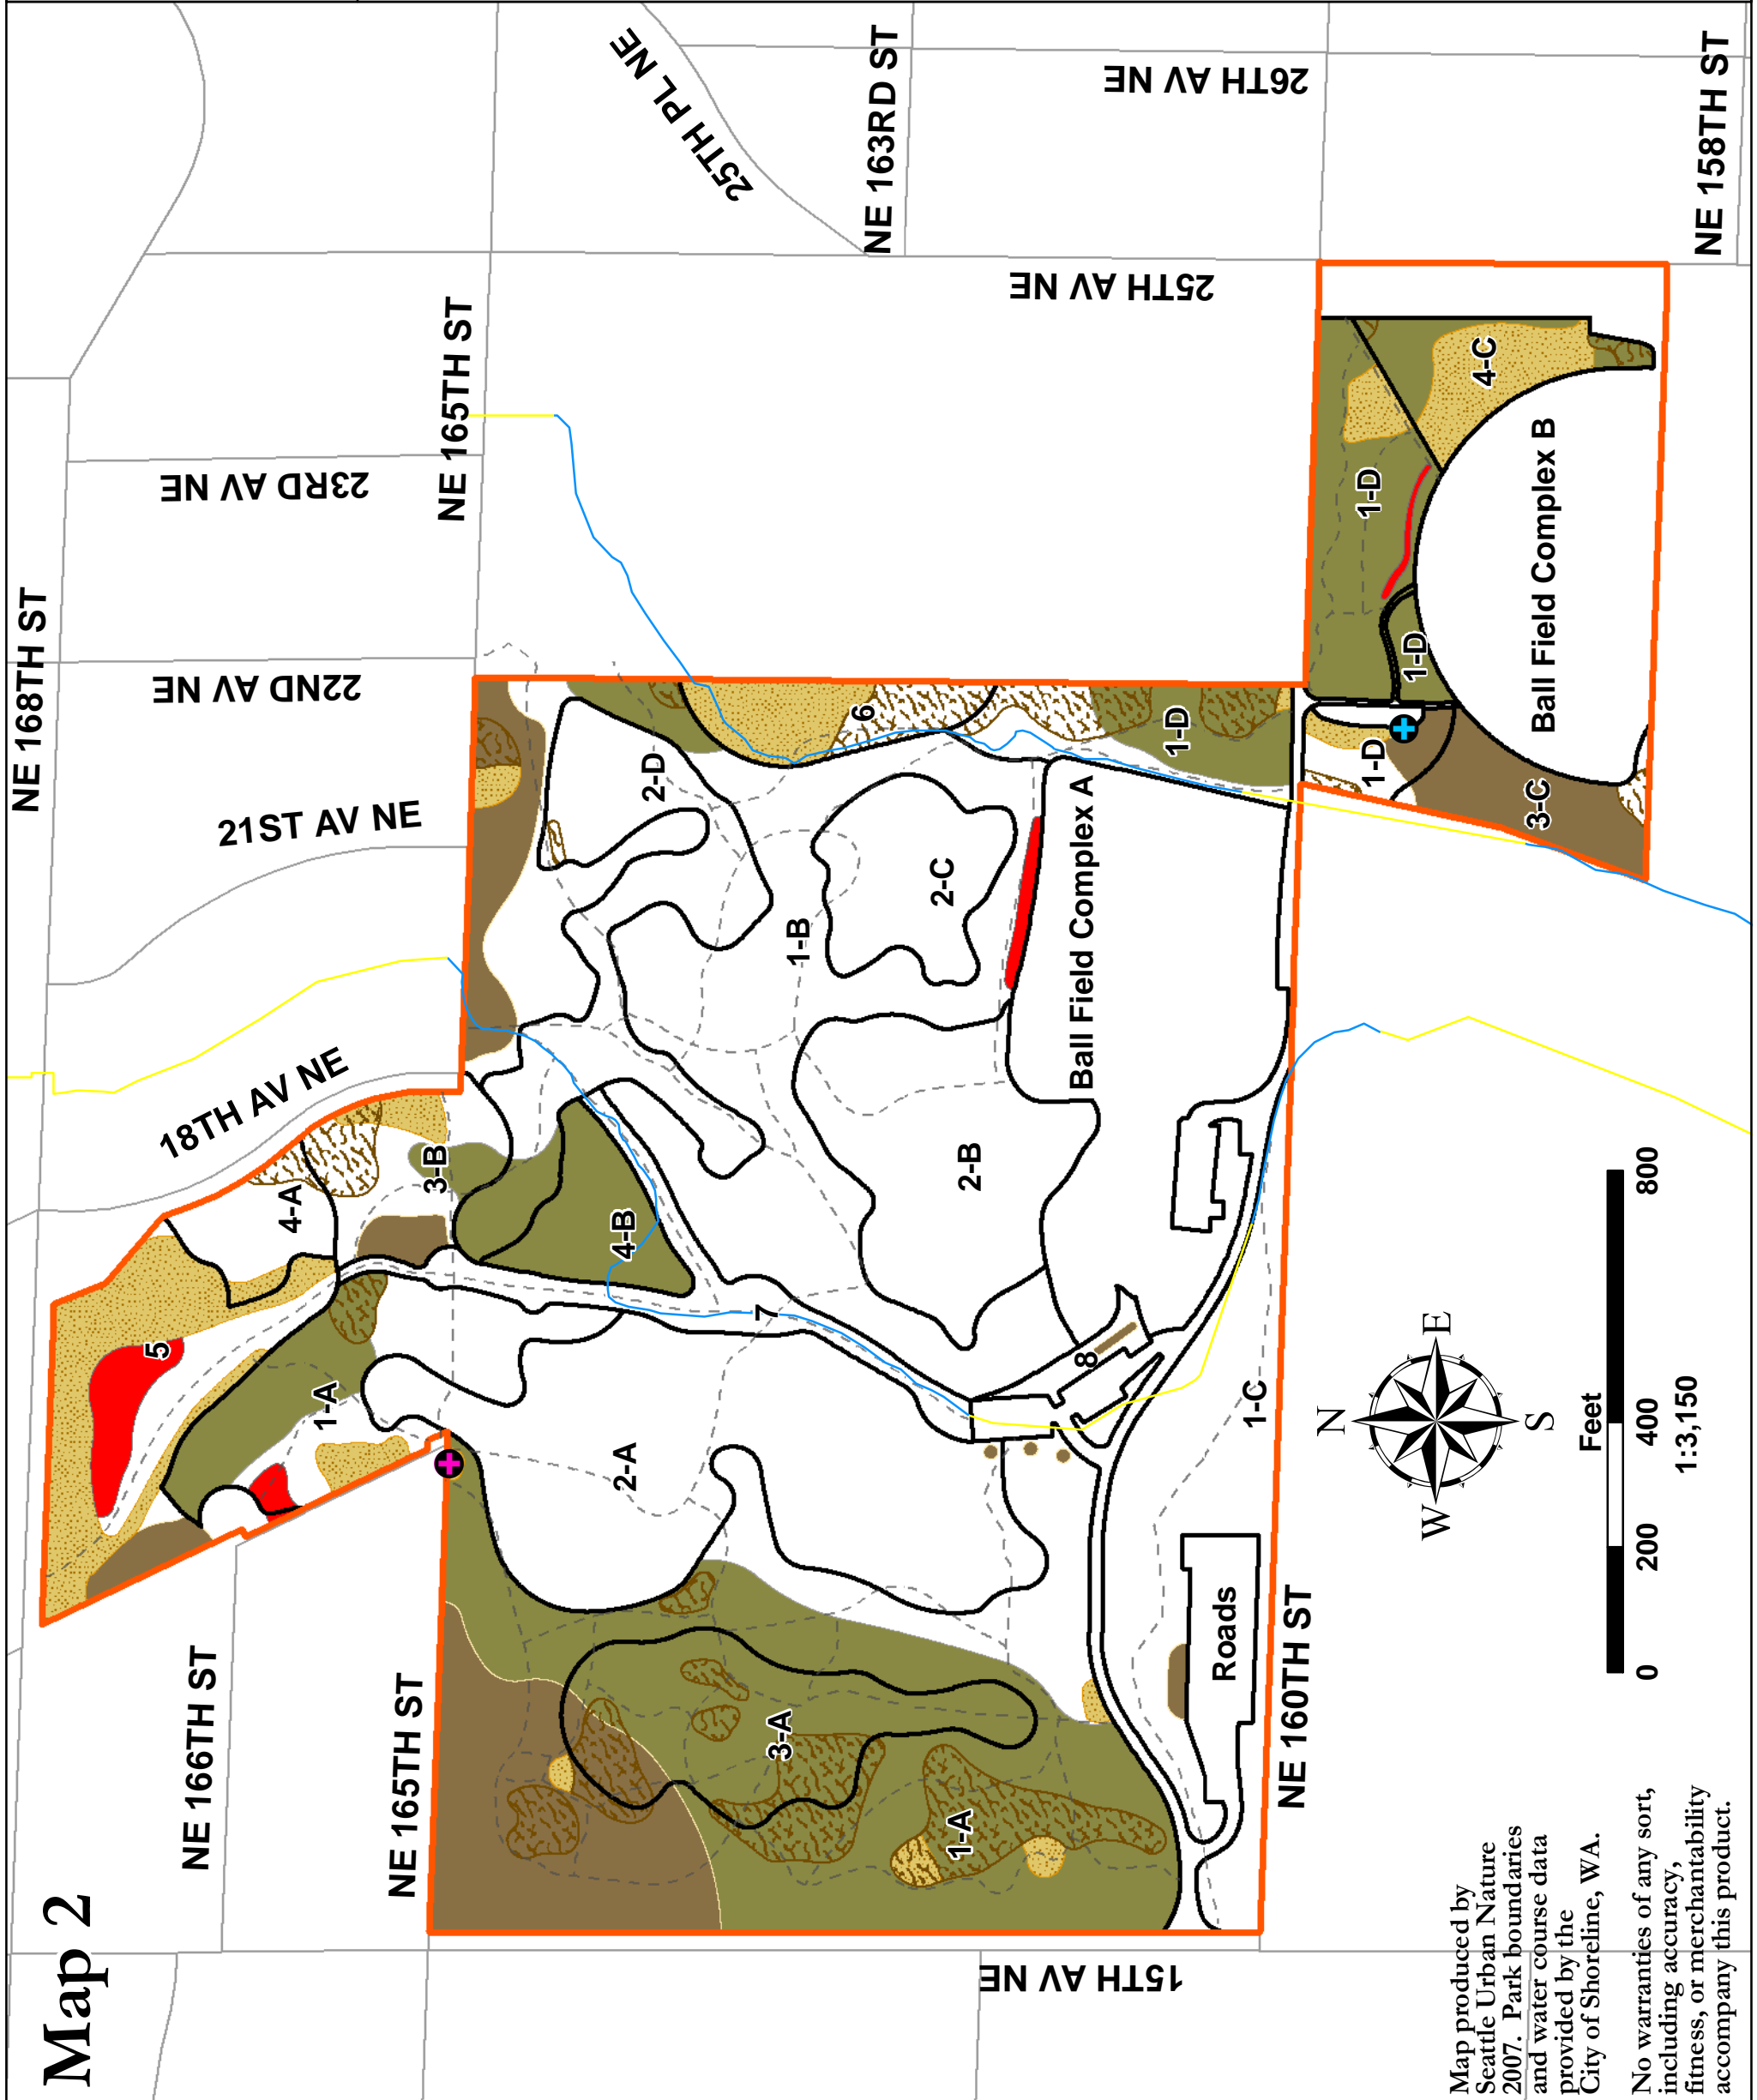 Map 2
NE 168TH ST
NE 166TH ST
NE 165TH ST
NE 165TH ST
NE 163RD ST
NE 160TH ST
NE 158TH ST
15TH AV NE
18TH AV NE
21ST AV NE
22ND AV NE
23RD AV NE
25TH AV NE
25TH PL NE
26TH AV NE
5
4-A
1-A
3-B
4-B
2-D
6
2-A
7
1-B
2-C
2-B
3-A
1-A
8
1-D
1-D
1-D
1-D
4-C
3-C
1-C
Ball Field Complex A
Ball Field Complex B
Roads
N
W
E
S
Feet
0
200
400
800
1:3,150
Map produced by
Seattle Urban Nature
2007. Park boundaries
and water course data
provided by the
City of Shoreline, WA.
No warranties of any sort,
including accuracy,
fitness, or merchantability
accompany this product.